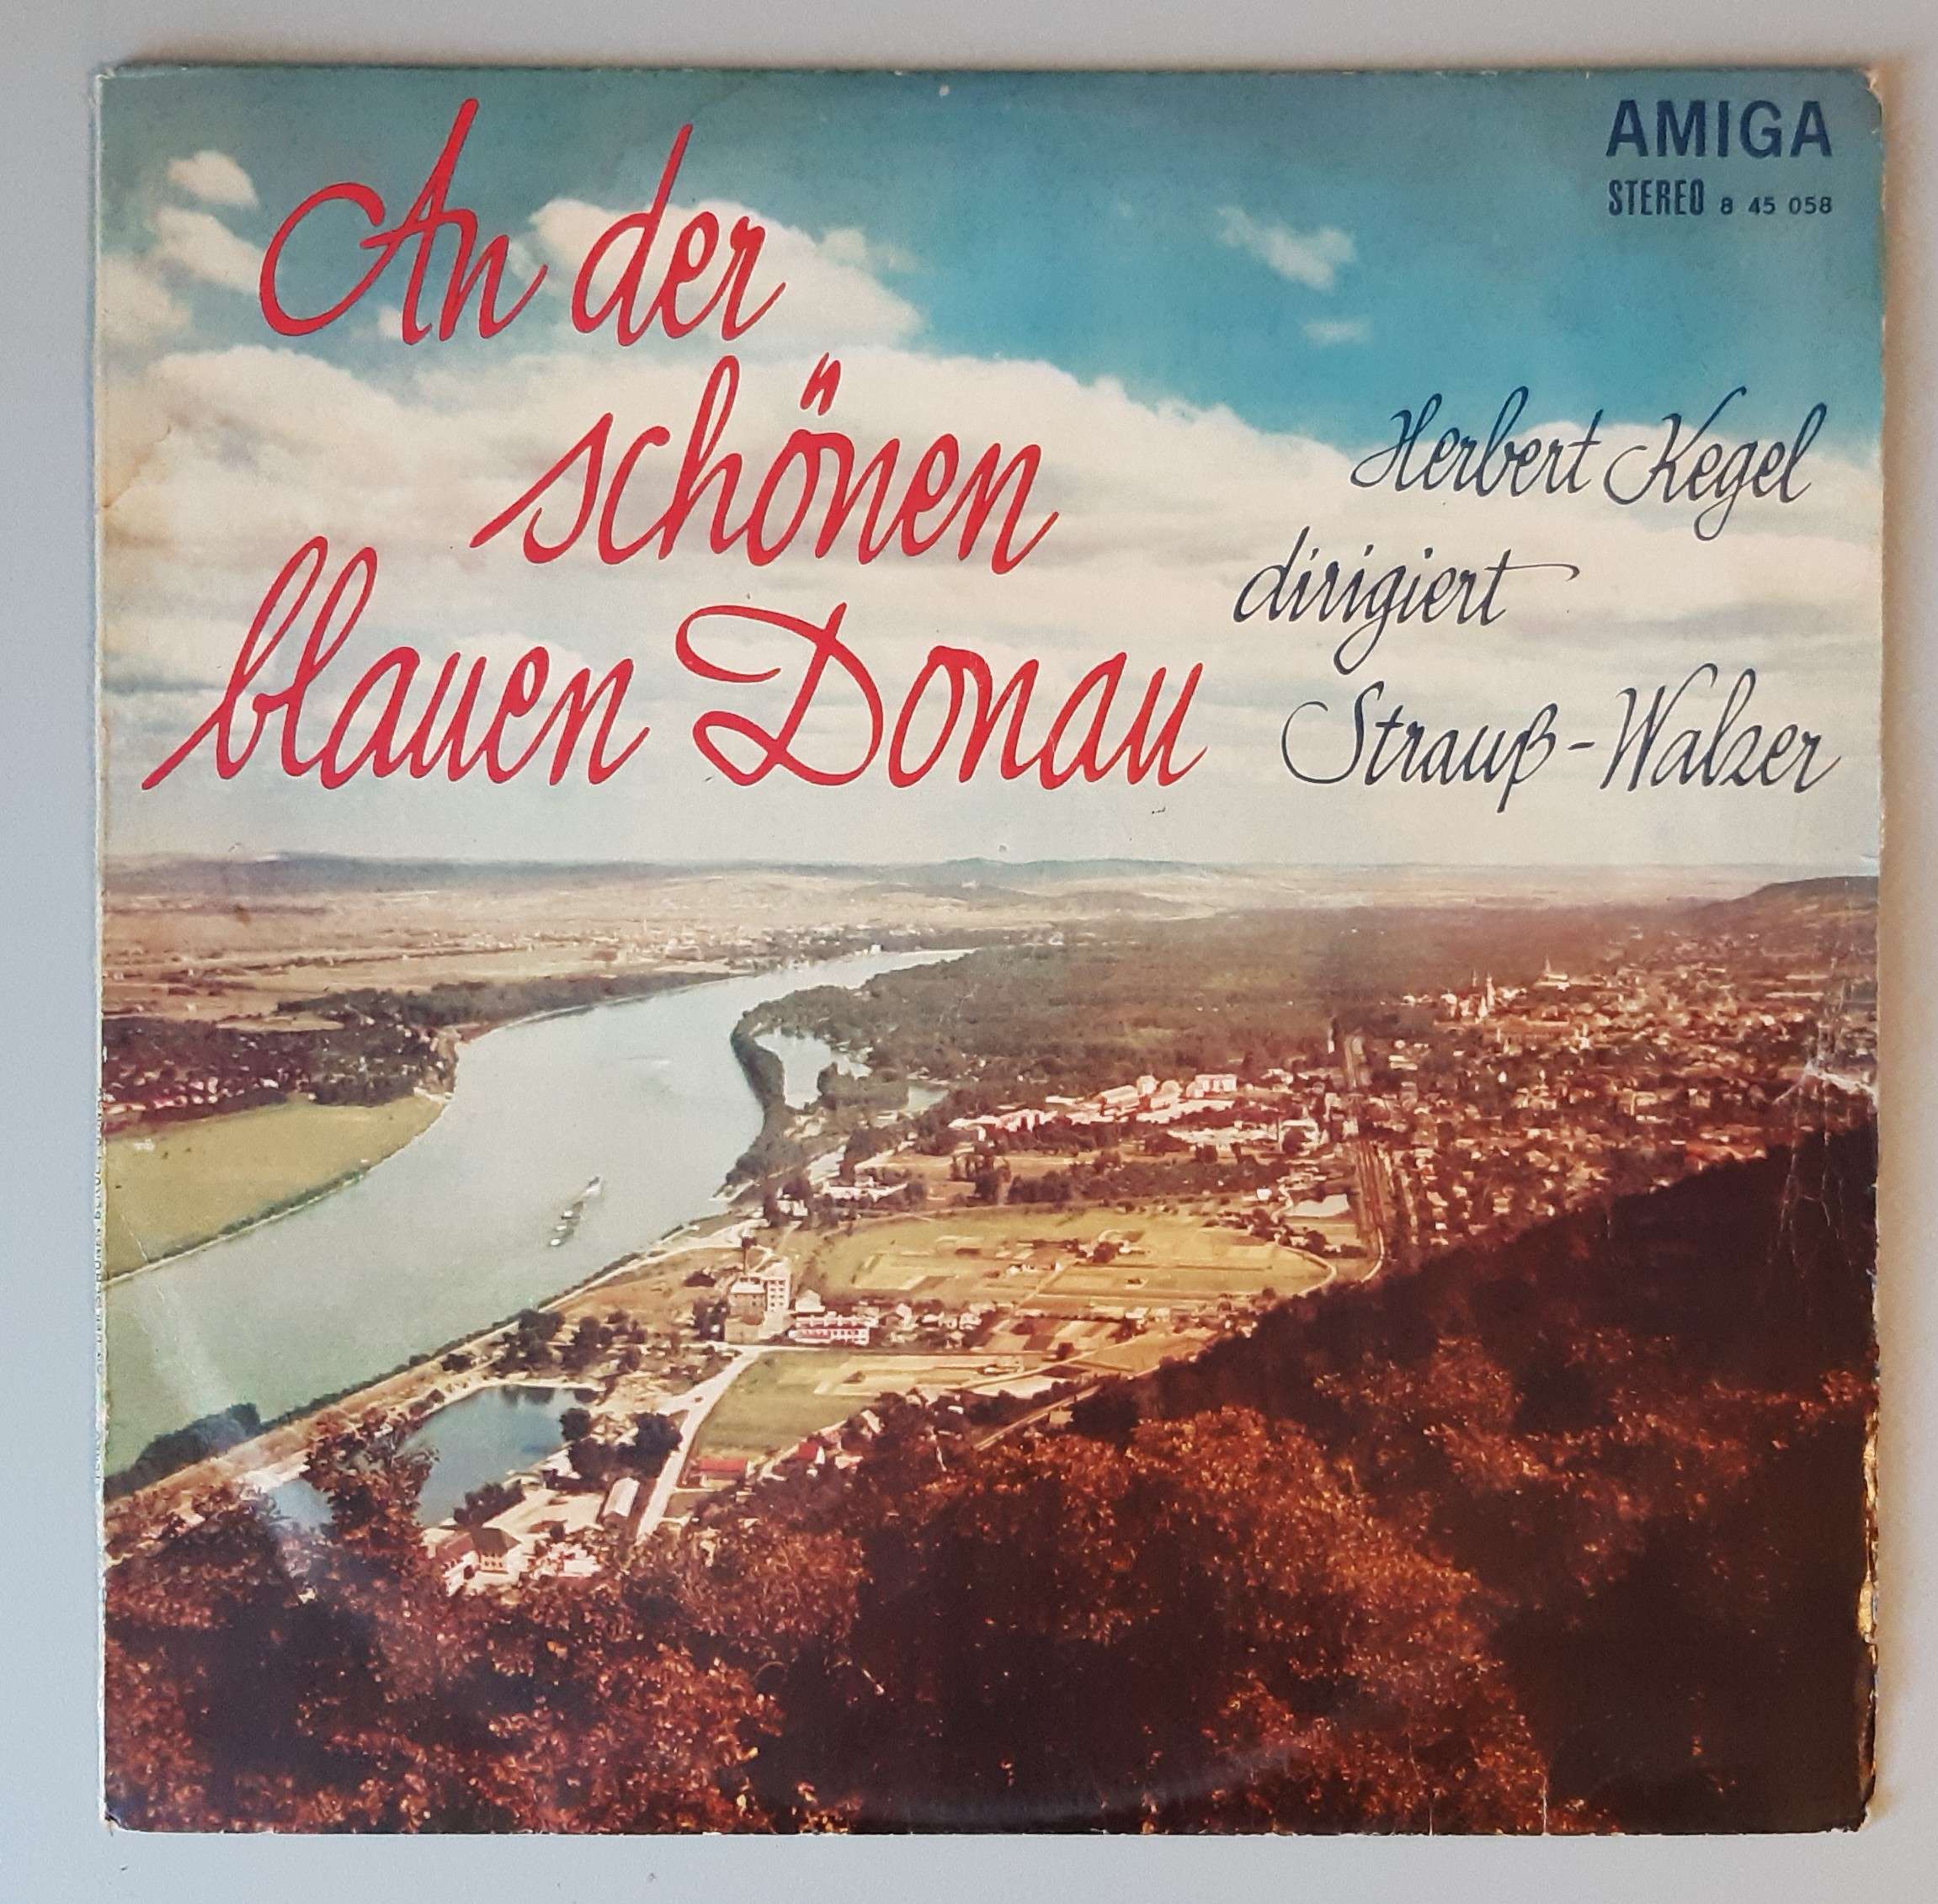 An der
schönen
blauen Donau
AMIGA
STEREO 8 45 058
Herbert Kegel
dirigiert
Strauß-Walzer